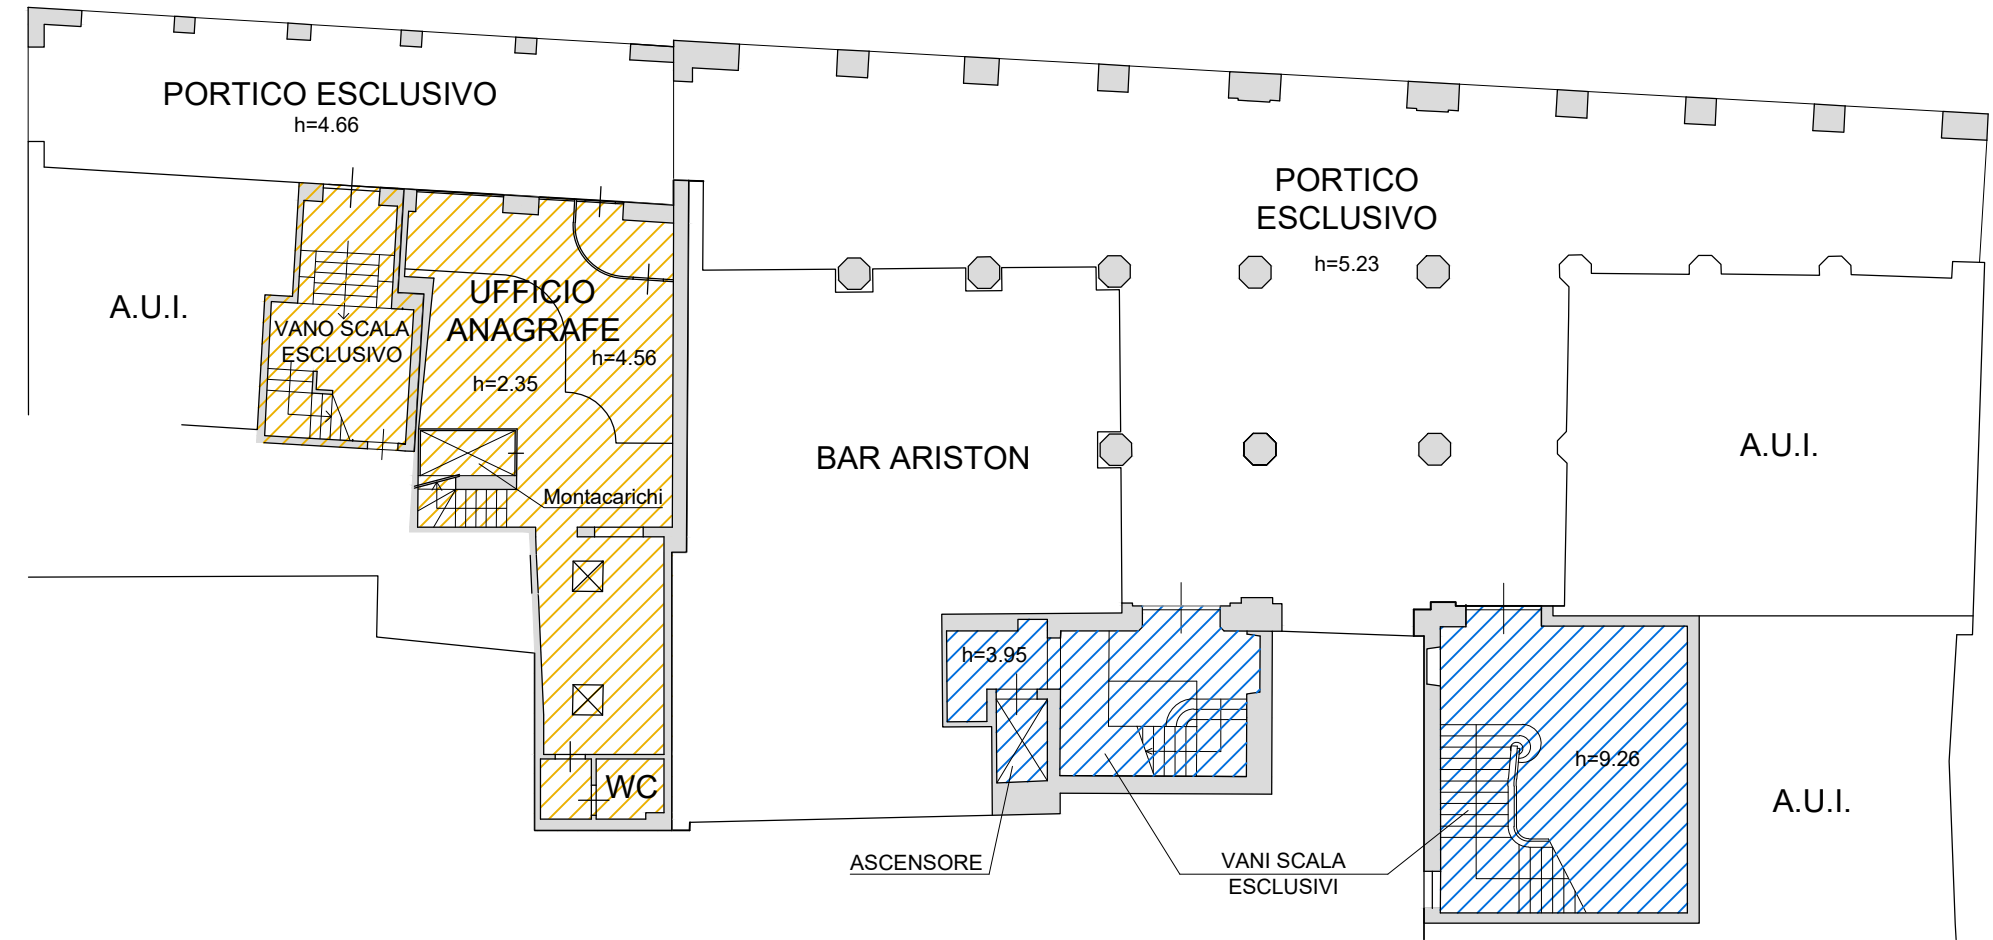 PORTICO ESCLUSIVO
h=4.66
PORTICO
ESCLUSIVO
h=5.23
A.U.I.
VANO SCALA
ESCLUSIVO
UFFICIO
ANAGRAFE
h=4.56
h=2.35
Montacarichi
WC
BAR ARISTON
A.U.I.
h=3.95
h=9.26
A.U.I.
ASCENSORE
VANI SCALA
ESCLUSIVI